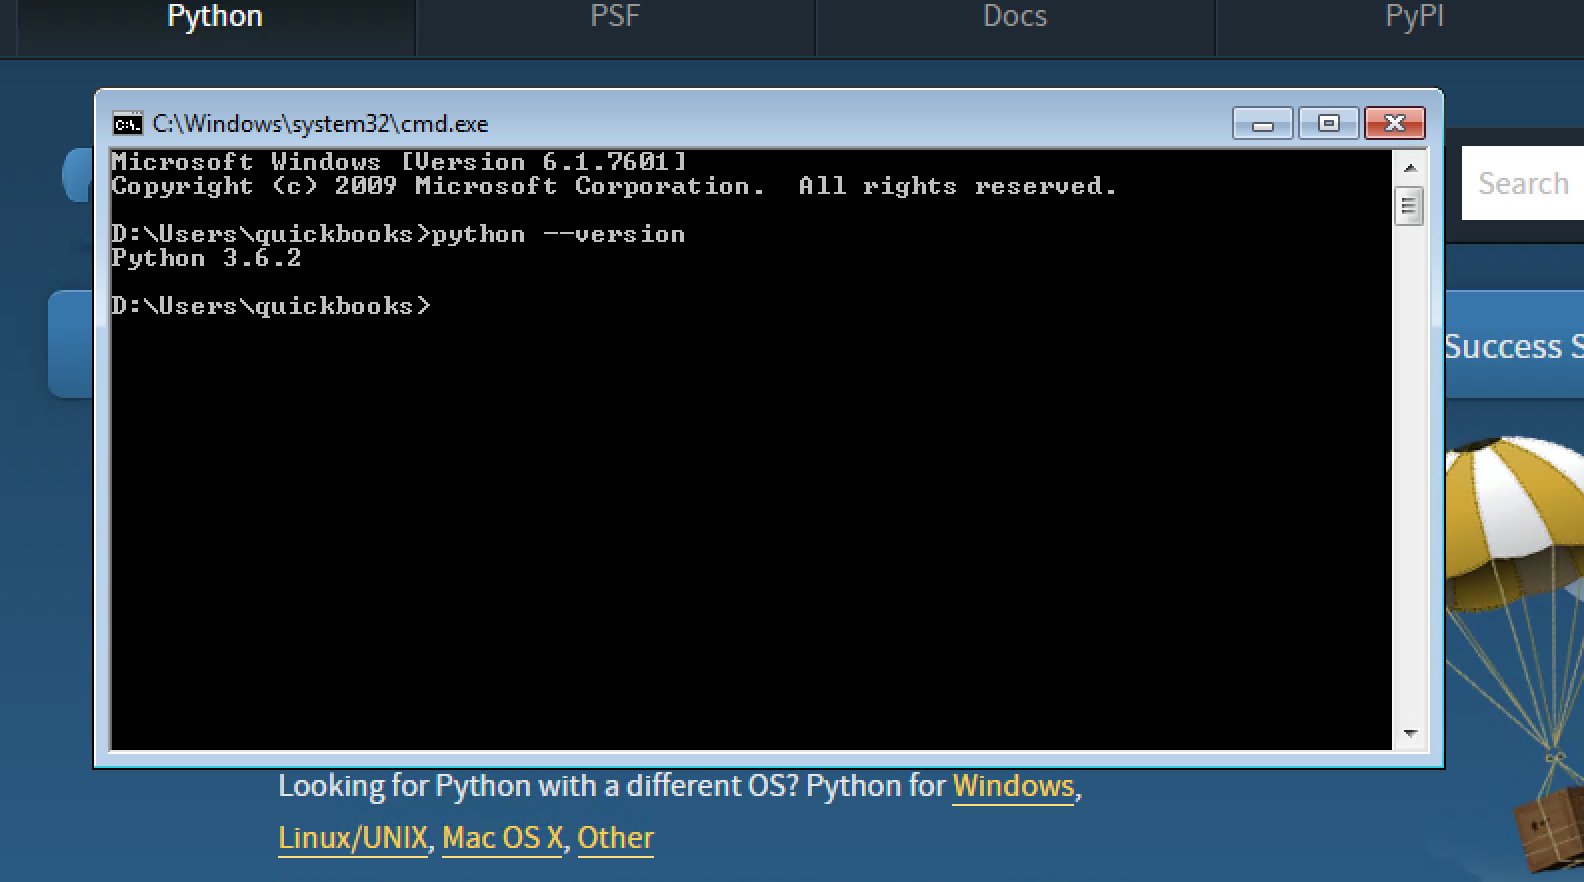 Python
PSF
Docs
PyPI
C:\Windows\system32\cmd.exe
Microsoft Windows [Version 6.1.7601]
Copyright (c) 2009 Microsoft Corporation.  All rights reserved.
Search
D:\Users\quickbooks>python --version
Python 3.6.2
D:\Users\quickbooks>
Success S
Looking for Python with a different OS? Python for Windows,
Linux/UNIX, Mac OS X, Other